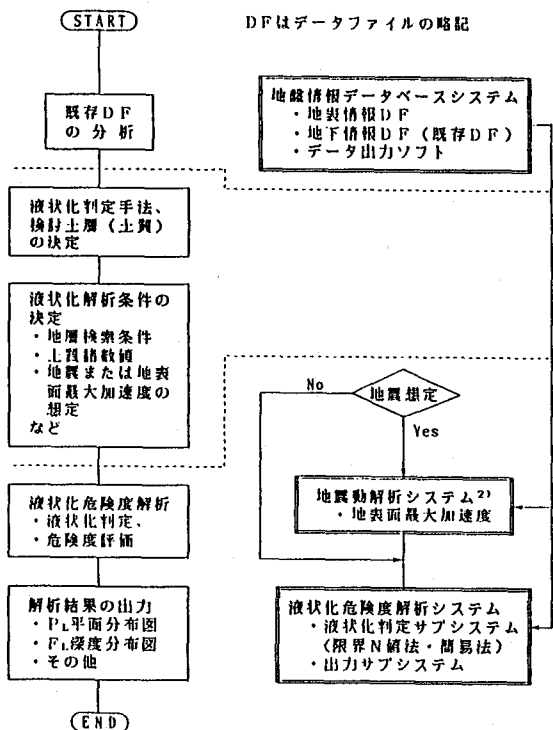 START
DFはデータファイルの略記
既存DF
の分析
地盤情報データベースシステム
・地表情報DF
・地下情報DF(既存DF)
・データ出力ソフト
液状化判定手法、
検討土層(土質)
の決定
液状化解析条件の
決定
・地層検索条件
・土質諸数値
・地震または地表
面最大加速度の
想定
など
No
地震想定
Yes
地震動解析システム2)
・地表面最大加速度
液状化危険度解析
・液状化判定、
・危険度評価
解析結果の出力
・PL平面分布図
・FL深度分布図
・その他
液状化危険度解析システム
・液状化判定サブシステム
(限界N値法・簡易法)
・出力サブシステム
END